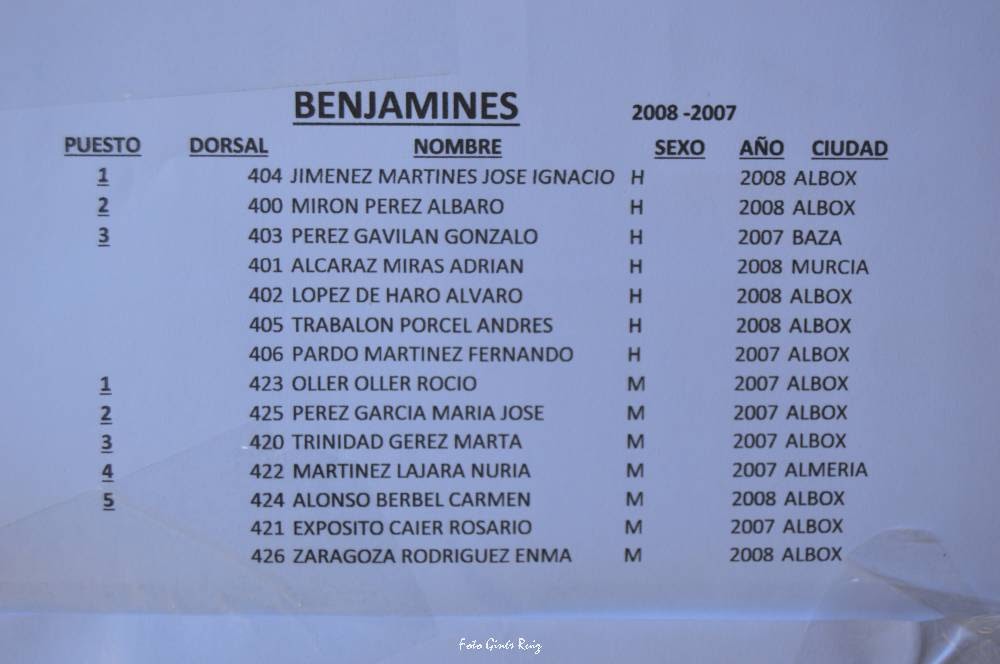 BENJAMINES 2008 -2007
PUESTO DORSAL NOMBRE SEXO AÑO CIUDAD
1 404 JIMENEZ MARTINES JOSE IGNACIO H 2008 ALBOX
2 400 MIRON PEREZ ALBARO H 2008 ALBOX
3 403 PEREZ GAVILAN GONZALO H 2007 BAZA
401 ALCARAZ MIRAS ADRIAN H 2008 MURCIA
402 LOPEZ DE HARO ALVARO H 2008 ALBOX
405 TRABALON PORCEL ANDRES H 2008 ALBOX
406 PARDO MARTINEZ FERNANDO H 2007 ALBOX
1 423 OLLER OLLER ROCIO M 2007 ALBOX
2 425 PEREZ GARCIA MARIA JOSE M 2007 ALBOX
3 420 TRINIDAD GEREZ MARTA M 2007 ALBOX
4 422 MARTINEZ LAJARA NURIA M 2007 ALMERIA
5 424 ALONSO BERBEL CARMEN M 2008 ALBOX
421 EXPOSITO CAIER ROSARIO M 2007 ALBOX
426 ZARAGOZA RODRIGUEZ ENMA M 2008 ALBOX
Foto Ginés Ruiz